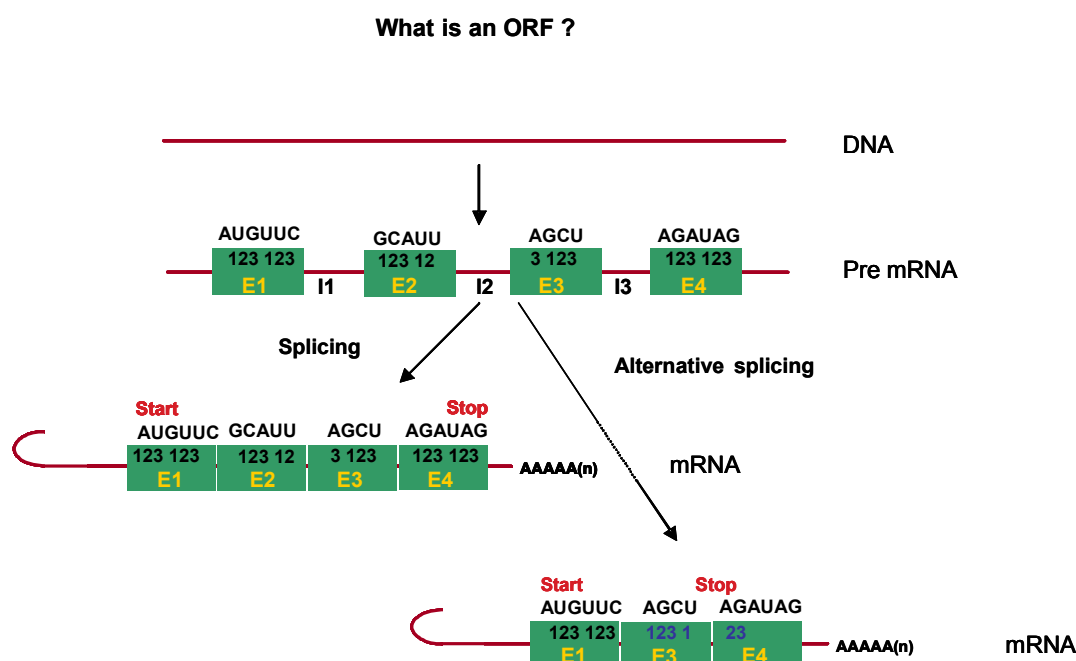 What is an ORF ?
DNA
AUGUUC GCAUU AGCU AGAUAG
123 123 123 12 3 123 123 123
E1 I1 E2 I2 E3 I3 E4
Pre mRNA
Splicing
Alternative splicing
Start Stop
AUGUUC GCAUU AGCU AGAUAG
123 123 123 12 3 123 123 123
E1 E2 E3 E4
AAAAA(n)
mRNA
Start Stop
AUGUUC AGCU AGAUAG
123 123 123 1 23
E1 E3 E4
AAAAA(n)
mRNA